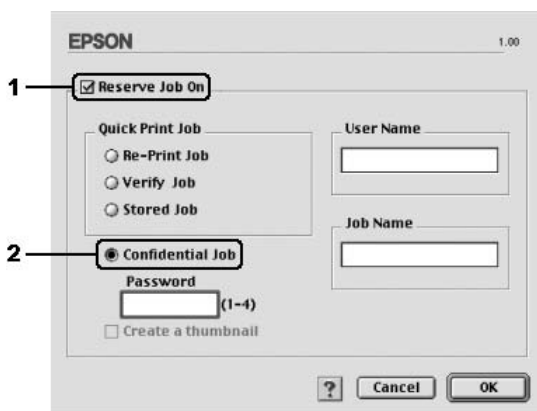 EPSON
1.00
1
Reserve Job On
Quick Print Job
Re-Print Job
Verify Job
Stored Job
2
Confidential Job
Password
(1-4)
Create a thumbnail
User Name
Job Name
?
Cancel
OK